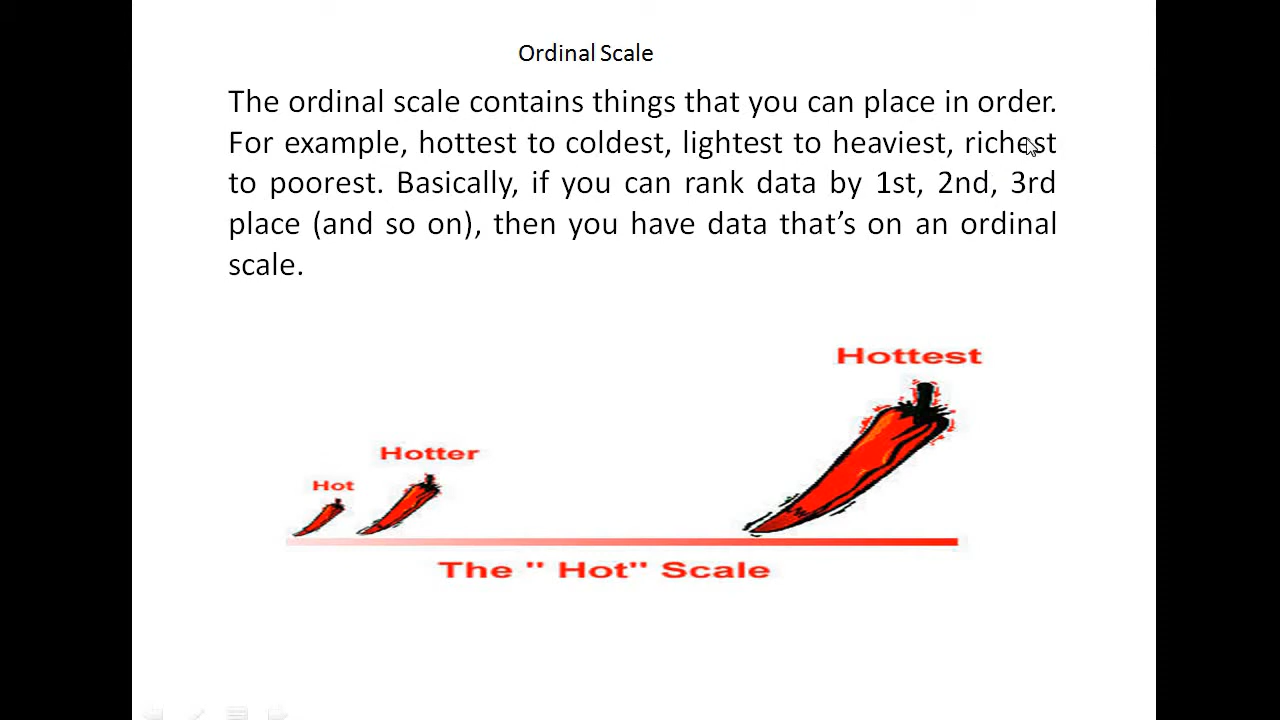 Ordinal Scale
The ordinal scale contains things that you can place in order.
For example, hottest to coldest, lightest to heaviest, richest
to poorest. Basically, if you can rank data by 1st, 2nd, 3rd
place (and so on), then you have data that’s on an ordinal
scale.
Hottest
Hotter
Hot
The " Hot" Scale